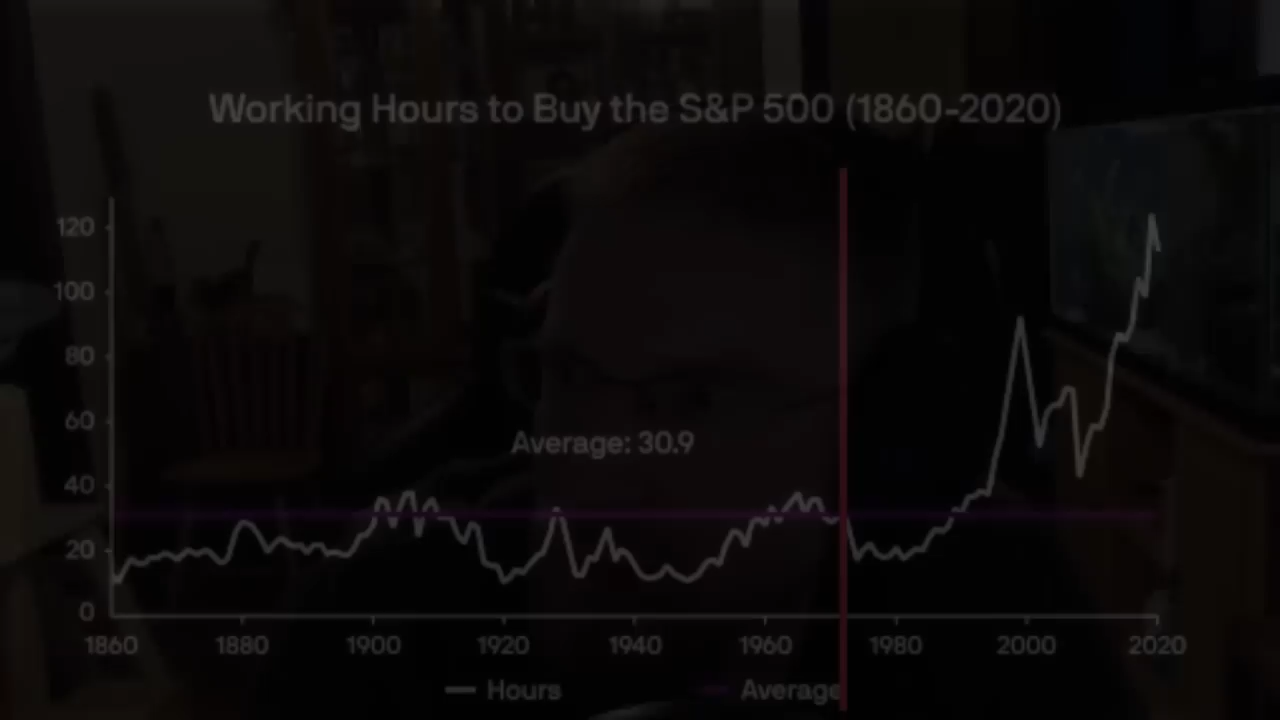 Working Hours to Buy the S&P 500 (1860-2020)
120
100
80
60
Average: 30.9
40
20
0
1860 1880 1900 1920 1940 1960 1980 2000 2020
Hours Average